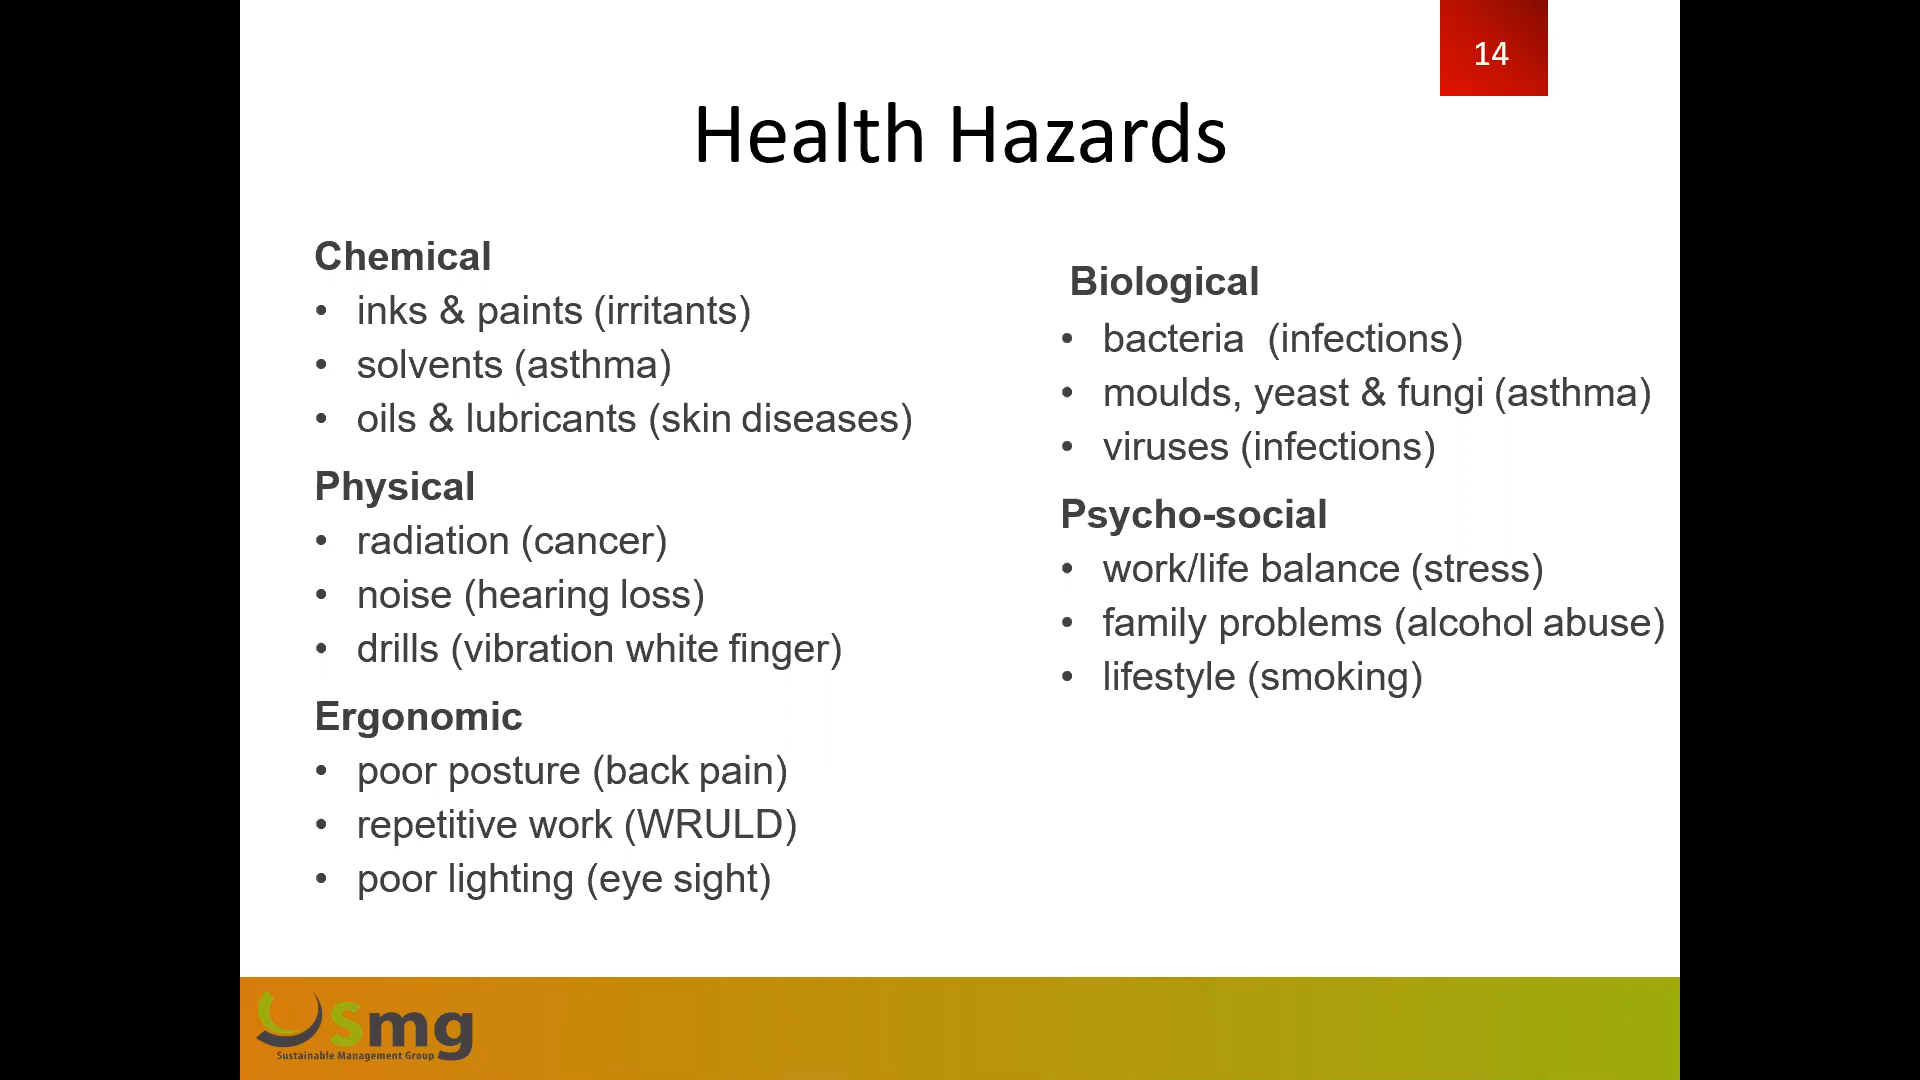 14
Health Hazards
Chemical
• inks & paints (irritants)
• solvents (asthma)
• oils & lubricants (skin diseases)
Physical
• radiation (cancer)
• noise (hearing loss)
• drills (vibration white finger)
Ergonomic
• poor posture (back pain)
• repetitive work (WRULD)
• poor lighting (eye sight)
Biological
• bacteria  (infections)
• moulds, yeast & fungi (asthma)
• viruses (infections)
Psycho-social
• work/life balance (stress)
• family problems (alcohol abuse)
• lifestyle (smoking)
Smg
Sustainable Management Group